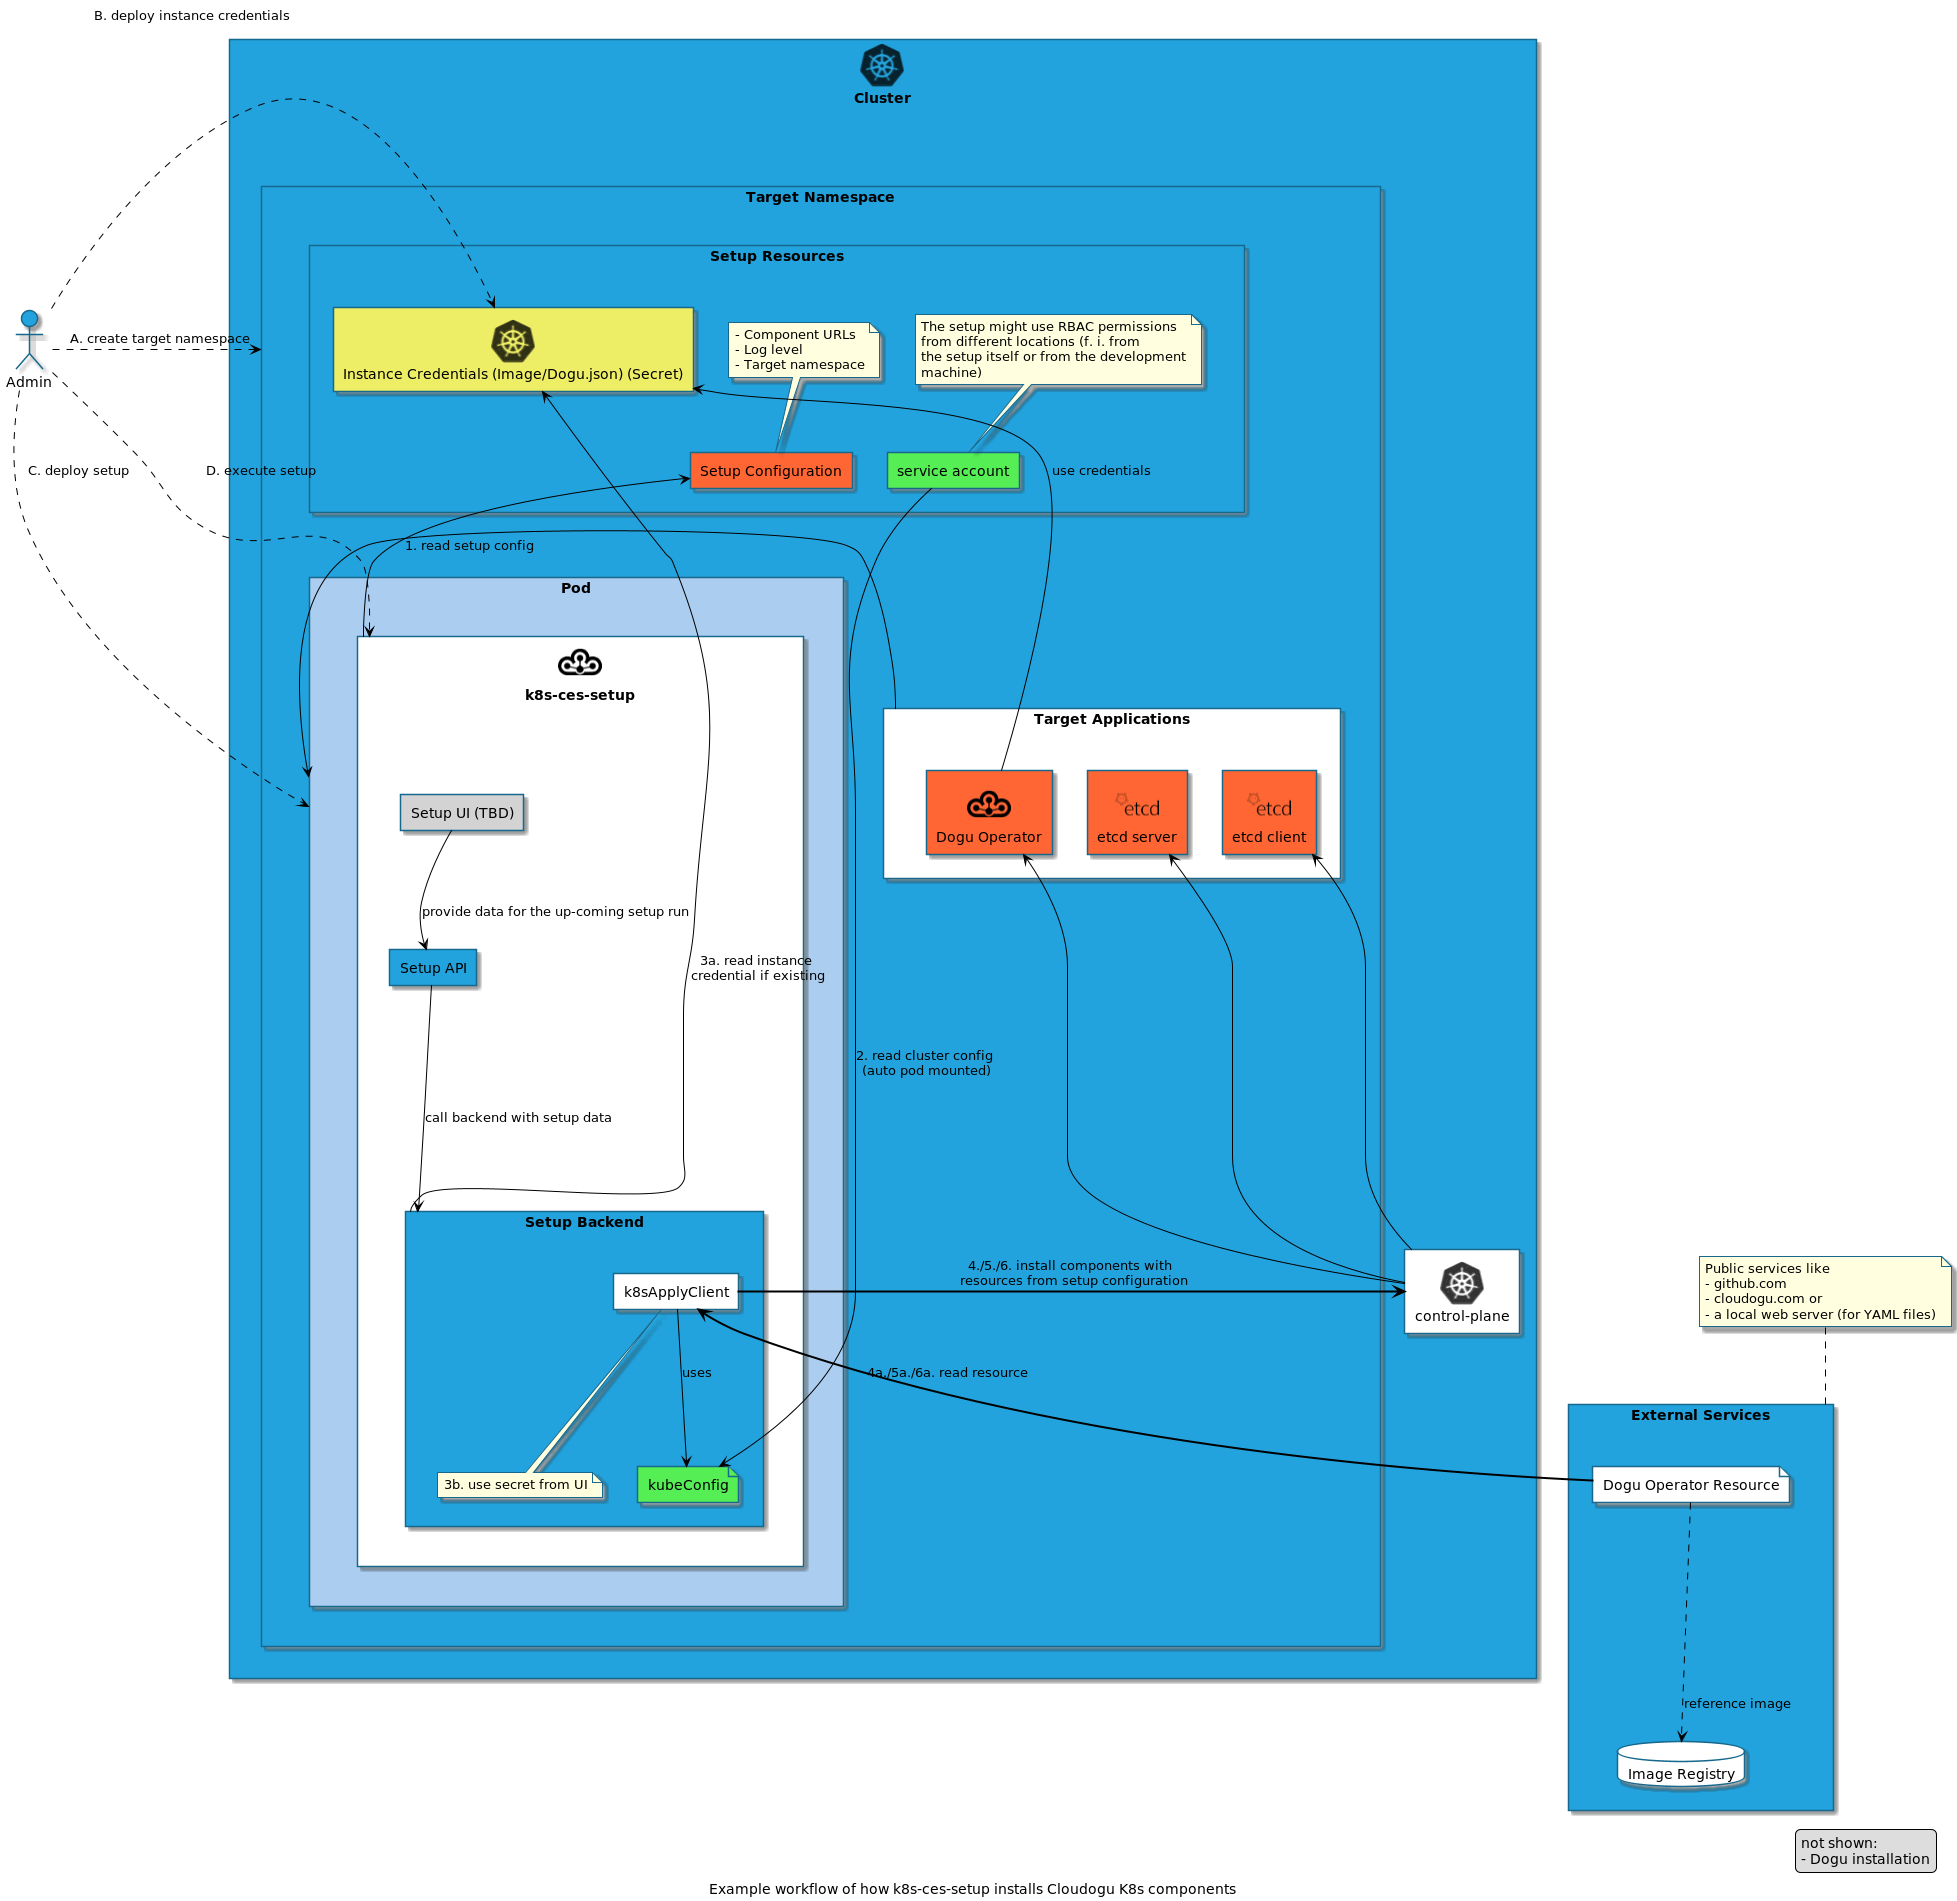 B. deploy instance credentials
Cluster
Target Namespace
Setup Resources
Instance Credentials (Image/Dogu.json) (Secret)
- Component URLs
- Log level
- Target namespace
The setup might use RBAC permissions
from different locations (f. i. from
the setup itself or from the development
machine)
A. create target namespace
Admin
C. deploy setup
D. execute setup
Setup Configuration
service account
use credentials
1. read setup config
Pod
k8s-ces-setup
Target Applications
Setup UI (TBD)
Dogu Operator
etcd
etcd server
etcd
etcd client
provide data for the up-coming setup run
Setup API
3a. read instance
credential if existing
2. read cluster config
(auto pod mounted)
call backend with setup data
Setup Backend
k8sApplyClient
4./5./6. install components with
resources from setup configuration
control-plane
Public services like
- github.com
- cloudogu.com or
- a local web server (for YAML files)
uses
4a./5a./6a. read resource
External Services
3b. use secret from UI
kubeConfig
Dogu Operator Resource
reference image
Image Registry
not shown:
- Dogu installation
Example workflow of how k8s-ces-setup installs Cloudogu K8s components